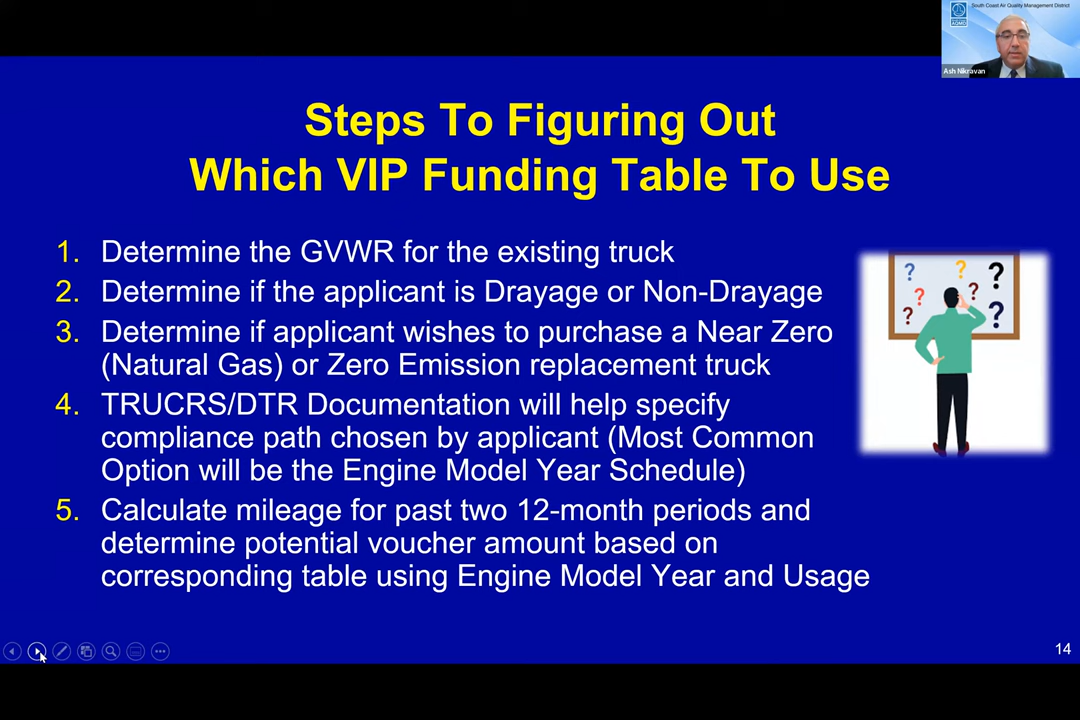 South Coast Air Quality Management District
AQMD
Ash Nikravan
Steps To Figuring Out
Which VIP Funding Table To Use
1. Determine the GVWR for the existing truck
2. Determine if the applicant is Drayage or Non-Drayage
3. Determine if applicant wishes to purchase a Near Zero
(Natural Gas) or Zero Emission replacement truck
4. TRUCRS/DTR Documentation will help specify
compliance path chosen by applicant (Most Common
Option will be the Engine Model Year Schedule)
5. Calculate mileage for past two 12-month periods and
determine potential voucher amount based on
corresponding table using Engine Model Year and Usage
? ? ?
? ?
? ?
14